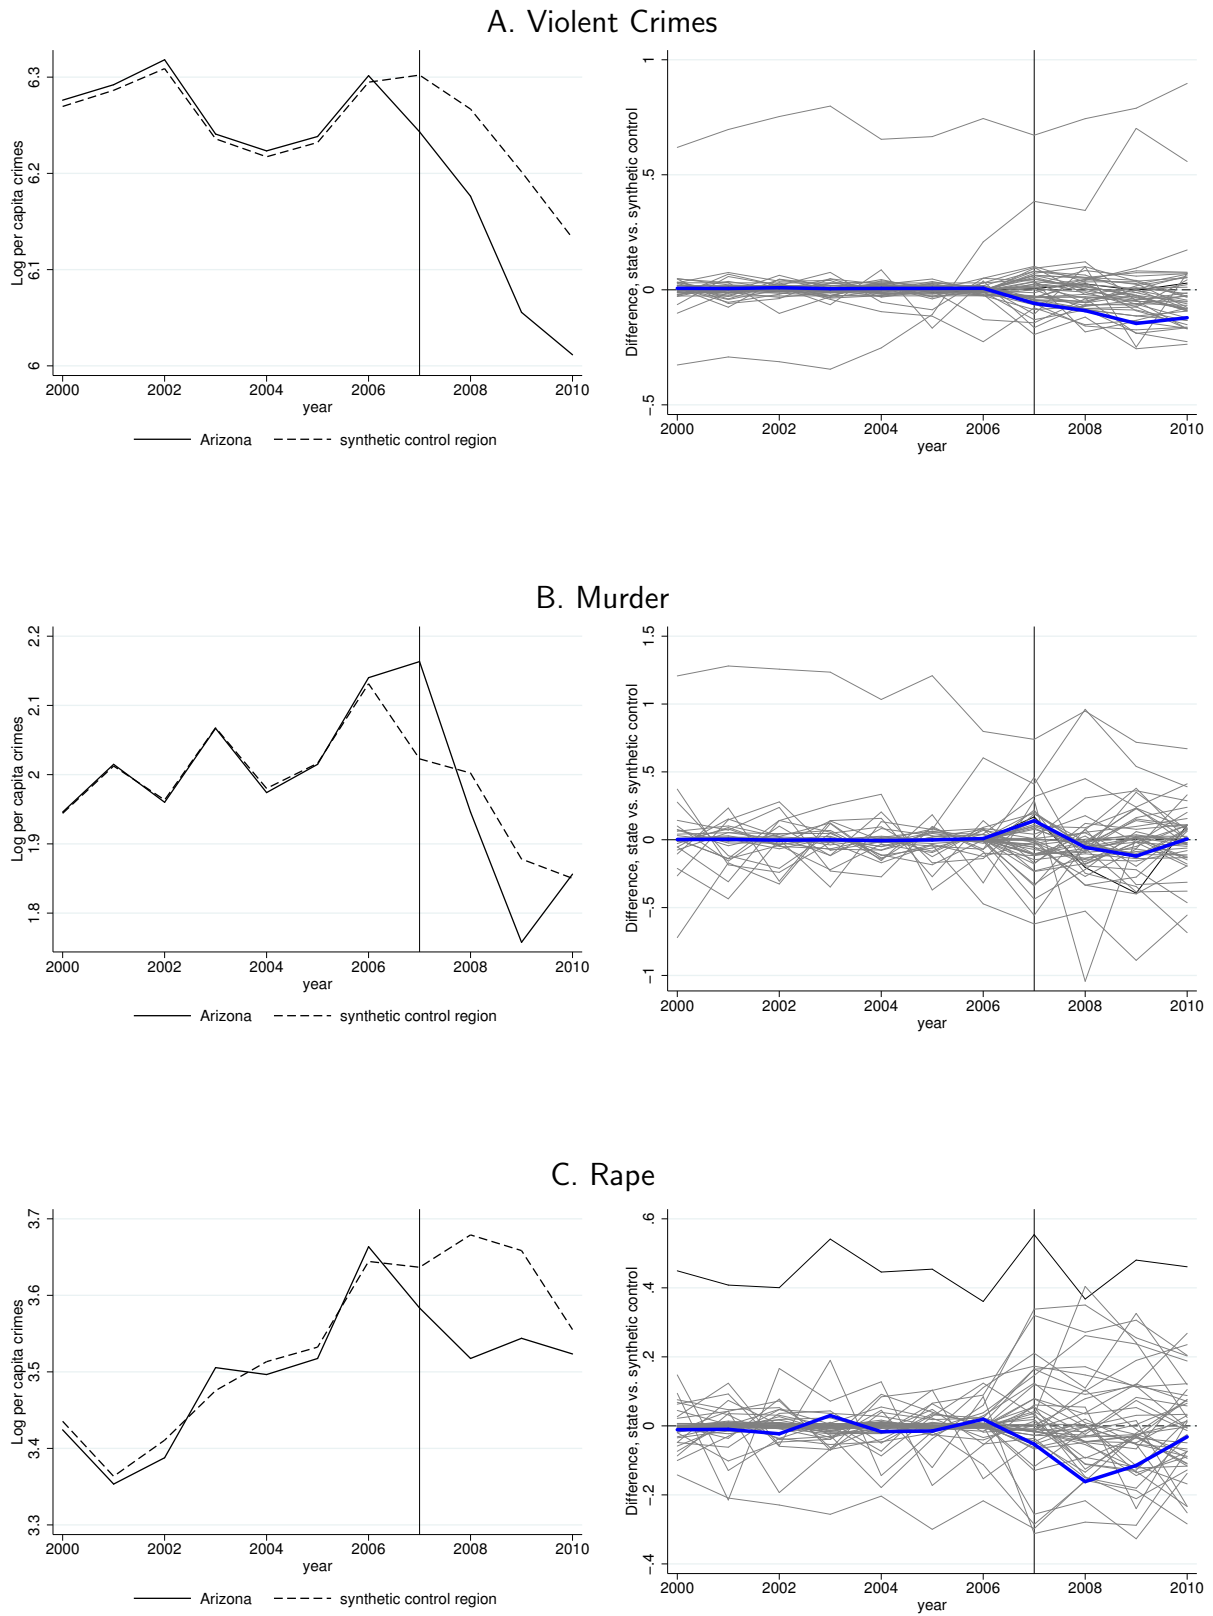 A. Violent Crimes
Log per capita crimes
6.3
6.2
6.1
6
2000 2002 2004 2006 2008 2010
year
Arizona synthetic control region
Difference, state vs. synthetic control
1
.5
0
-.5
2000 2002 2004 2006 2008 2010
year
B. Murder
Log per capita crimes
2.2
2.1
2
1.9
1.8
2000 2002 2004 2006 2008 2010
year
Arizona synthetic control region
Difference, state vs. synthetic control
1.5
1
.5
0
-.5
-1
2000 2002 2004 2006 2008 2010
year
C. Rape
Log per capita crimes
3.7
3.6
3.5
3.4
3.3
2000 2002 2004 2006 2008 2010
year
Arizona synthetic control region
Difference, state vs. synthetic control
.6
.4
.2
0
-.2
-.4
2000 2002 2004 2006 2008 2010
year